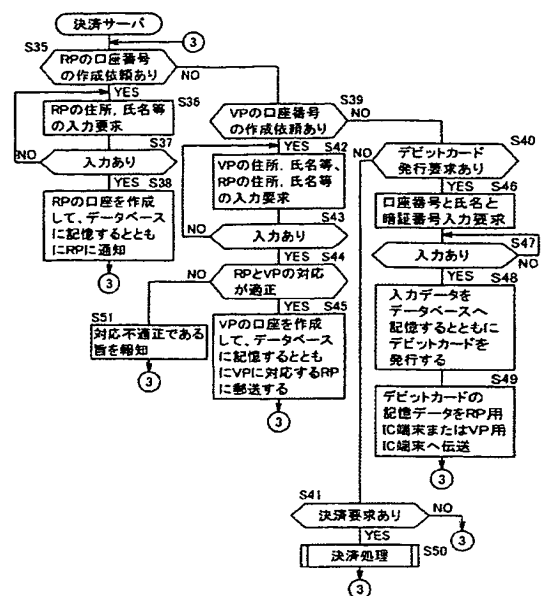 決済サーバ
3
S35
RPの口座番号
の作成依頼あり
NO
YES
S36
RPの住所,氏名等
の入力要求
S37
入力あり
NO
YES
S38
RPの口座を作成
して、データベース
に記憶するととも
にRPに通知
3
S39
VPの口座番号
の作成依頼あり
NO
YES
S42
VPの住所,氏名等、
RPの住所,氏名等
の入力要求
S43
入力あり
NO
YES
S44
RPとVPの対応
が適正
NO
YES
S45
VPの口座を作成
して、データベース
に記憶するととも
にVPに対応するRP
に郵送する
3
S51
対応不適正である
旨を報知
3
S40
デビットカード
発行要求あり
NO
YES
S46
口座番号と氏名と
暗証番号入力要求
S47
入力あり
NO
YES
S48
入力データを
データベースへ
記憶するとともに
デビットカードを
発行する
S49
デビットカードの
記憶データをRP用
IC端末またはVP用
IC端末へ伝送
3
S41
決済要求あり
NO
3
YES
決済処理
S50
3